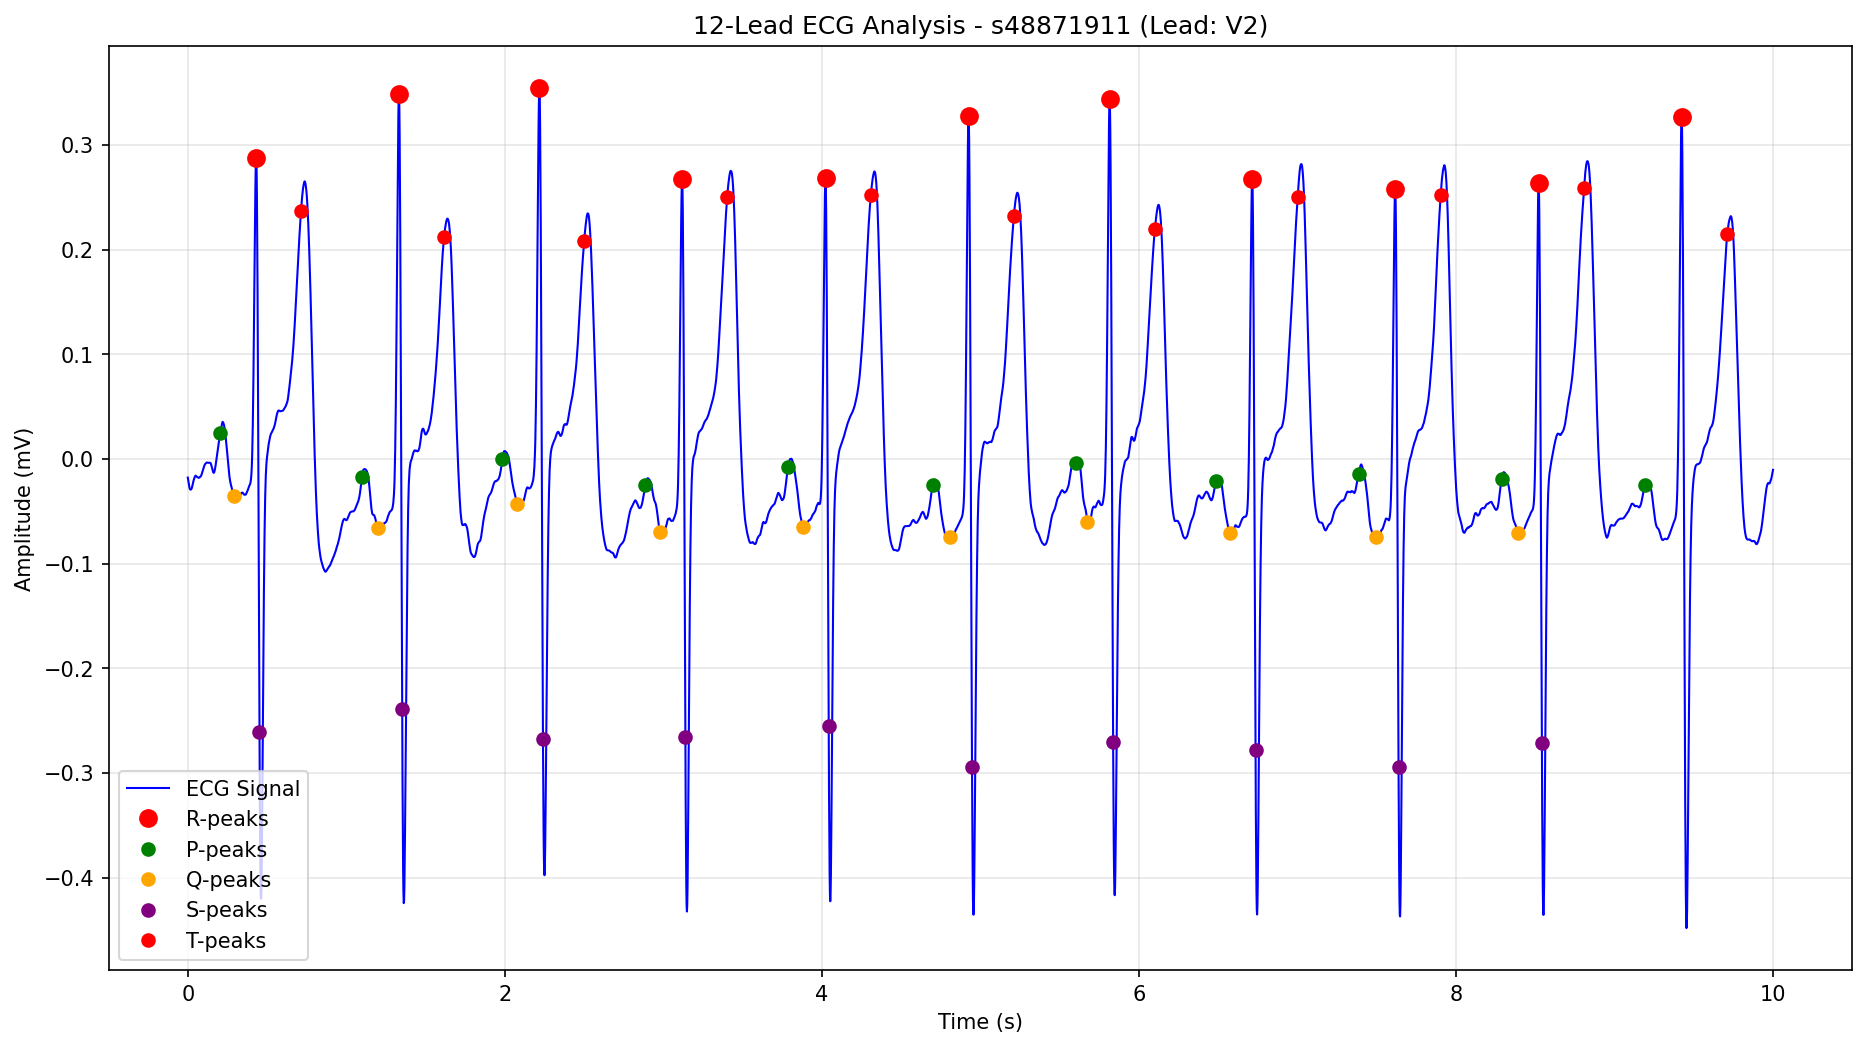 12-Lead ECG Analysis - s48871911 (Lead: V2)
Amplitude (mV)
0.3
0.2
0.1
0.0
−0.1
−0.2
−0.3
−0.4
ECG Signal
R-peaks
P-peaks
Q-peaks
S-peaks
T-peaks
0 2 4 6 8 10
Time (s)